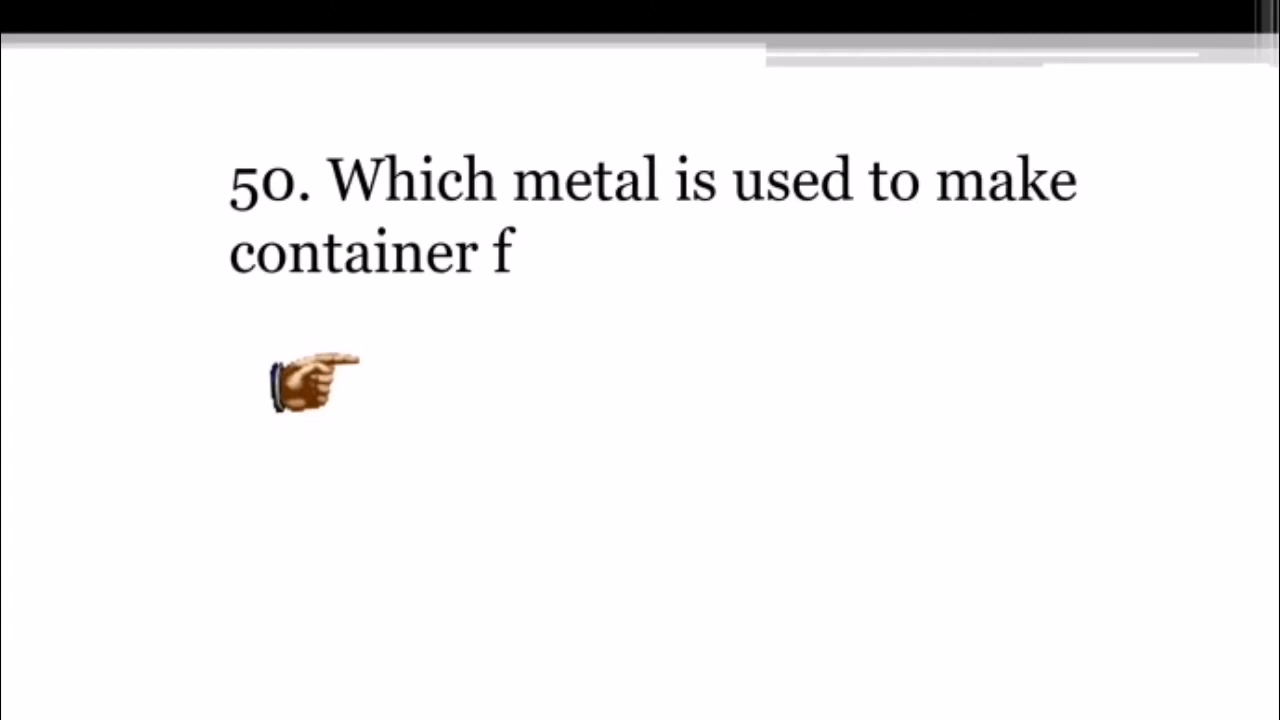 50. Which metal is used to make
container f